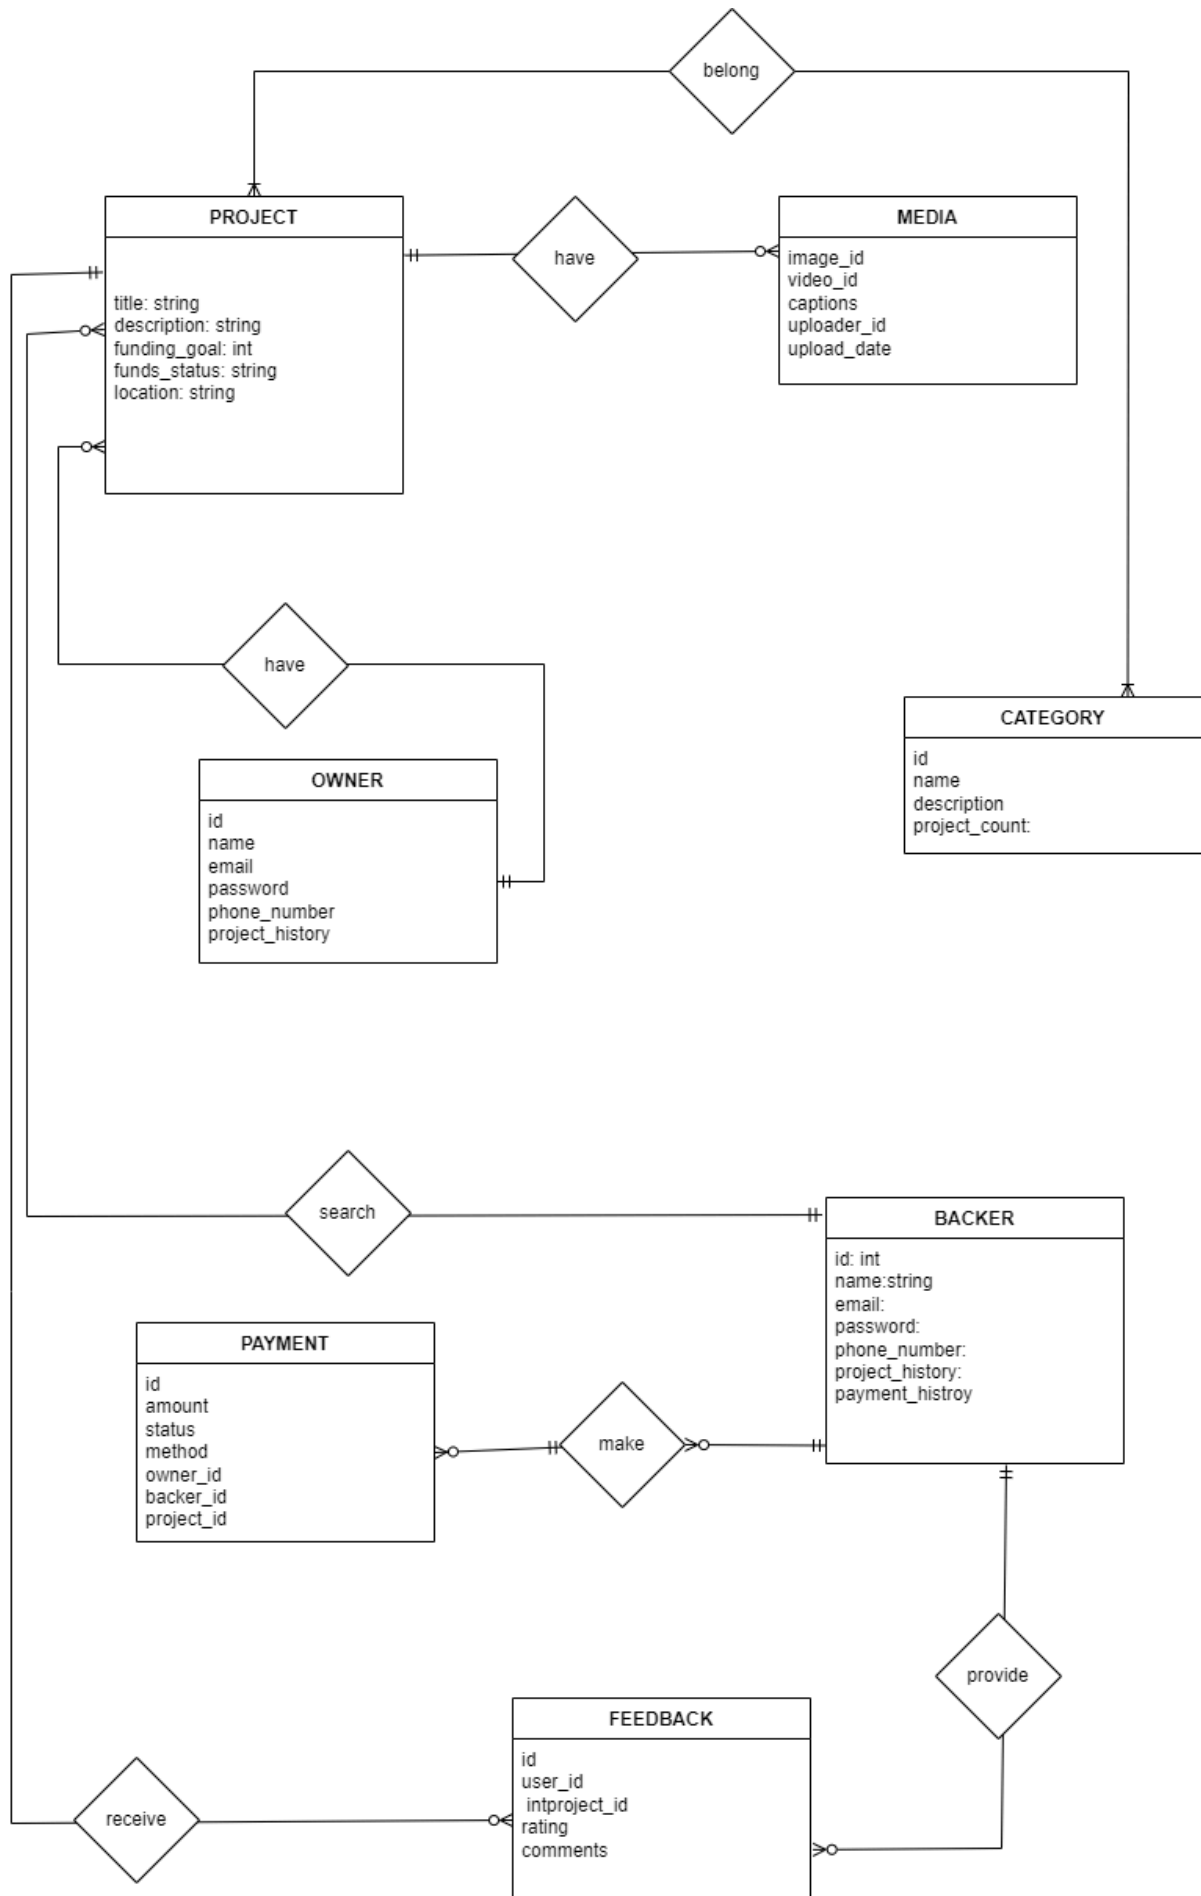 belong
PROJECT
title: string
description: string
funding_goal: int
funds_status: string
location: string
have
MEDIA
image_id
video_id
captions
uploader_id
upload_date
have
CATEGORY
id
name
description
project_count:
OWNER
id
name
email
password
phone_number
project_history
search
BACKER
id: int
name:string
email:
password:
phone_number:
project_history:
payment_histroy
PAYMENT
id
amount
status
method
owner_id
backer_id
project_id
make
provide
FEEDBACK
id
user_id
intproject_id
rating
comments
receive